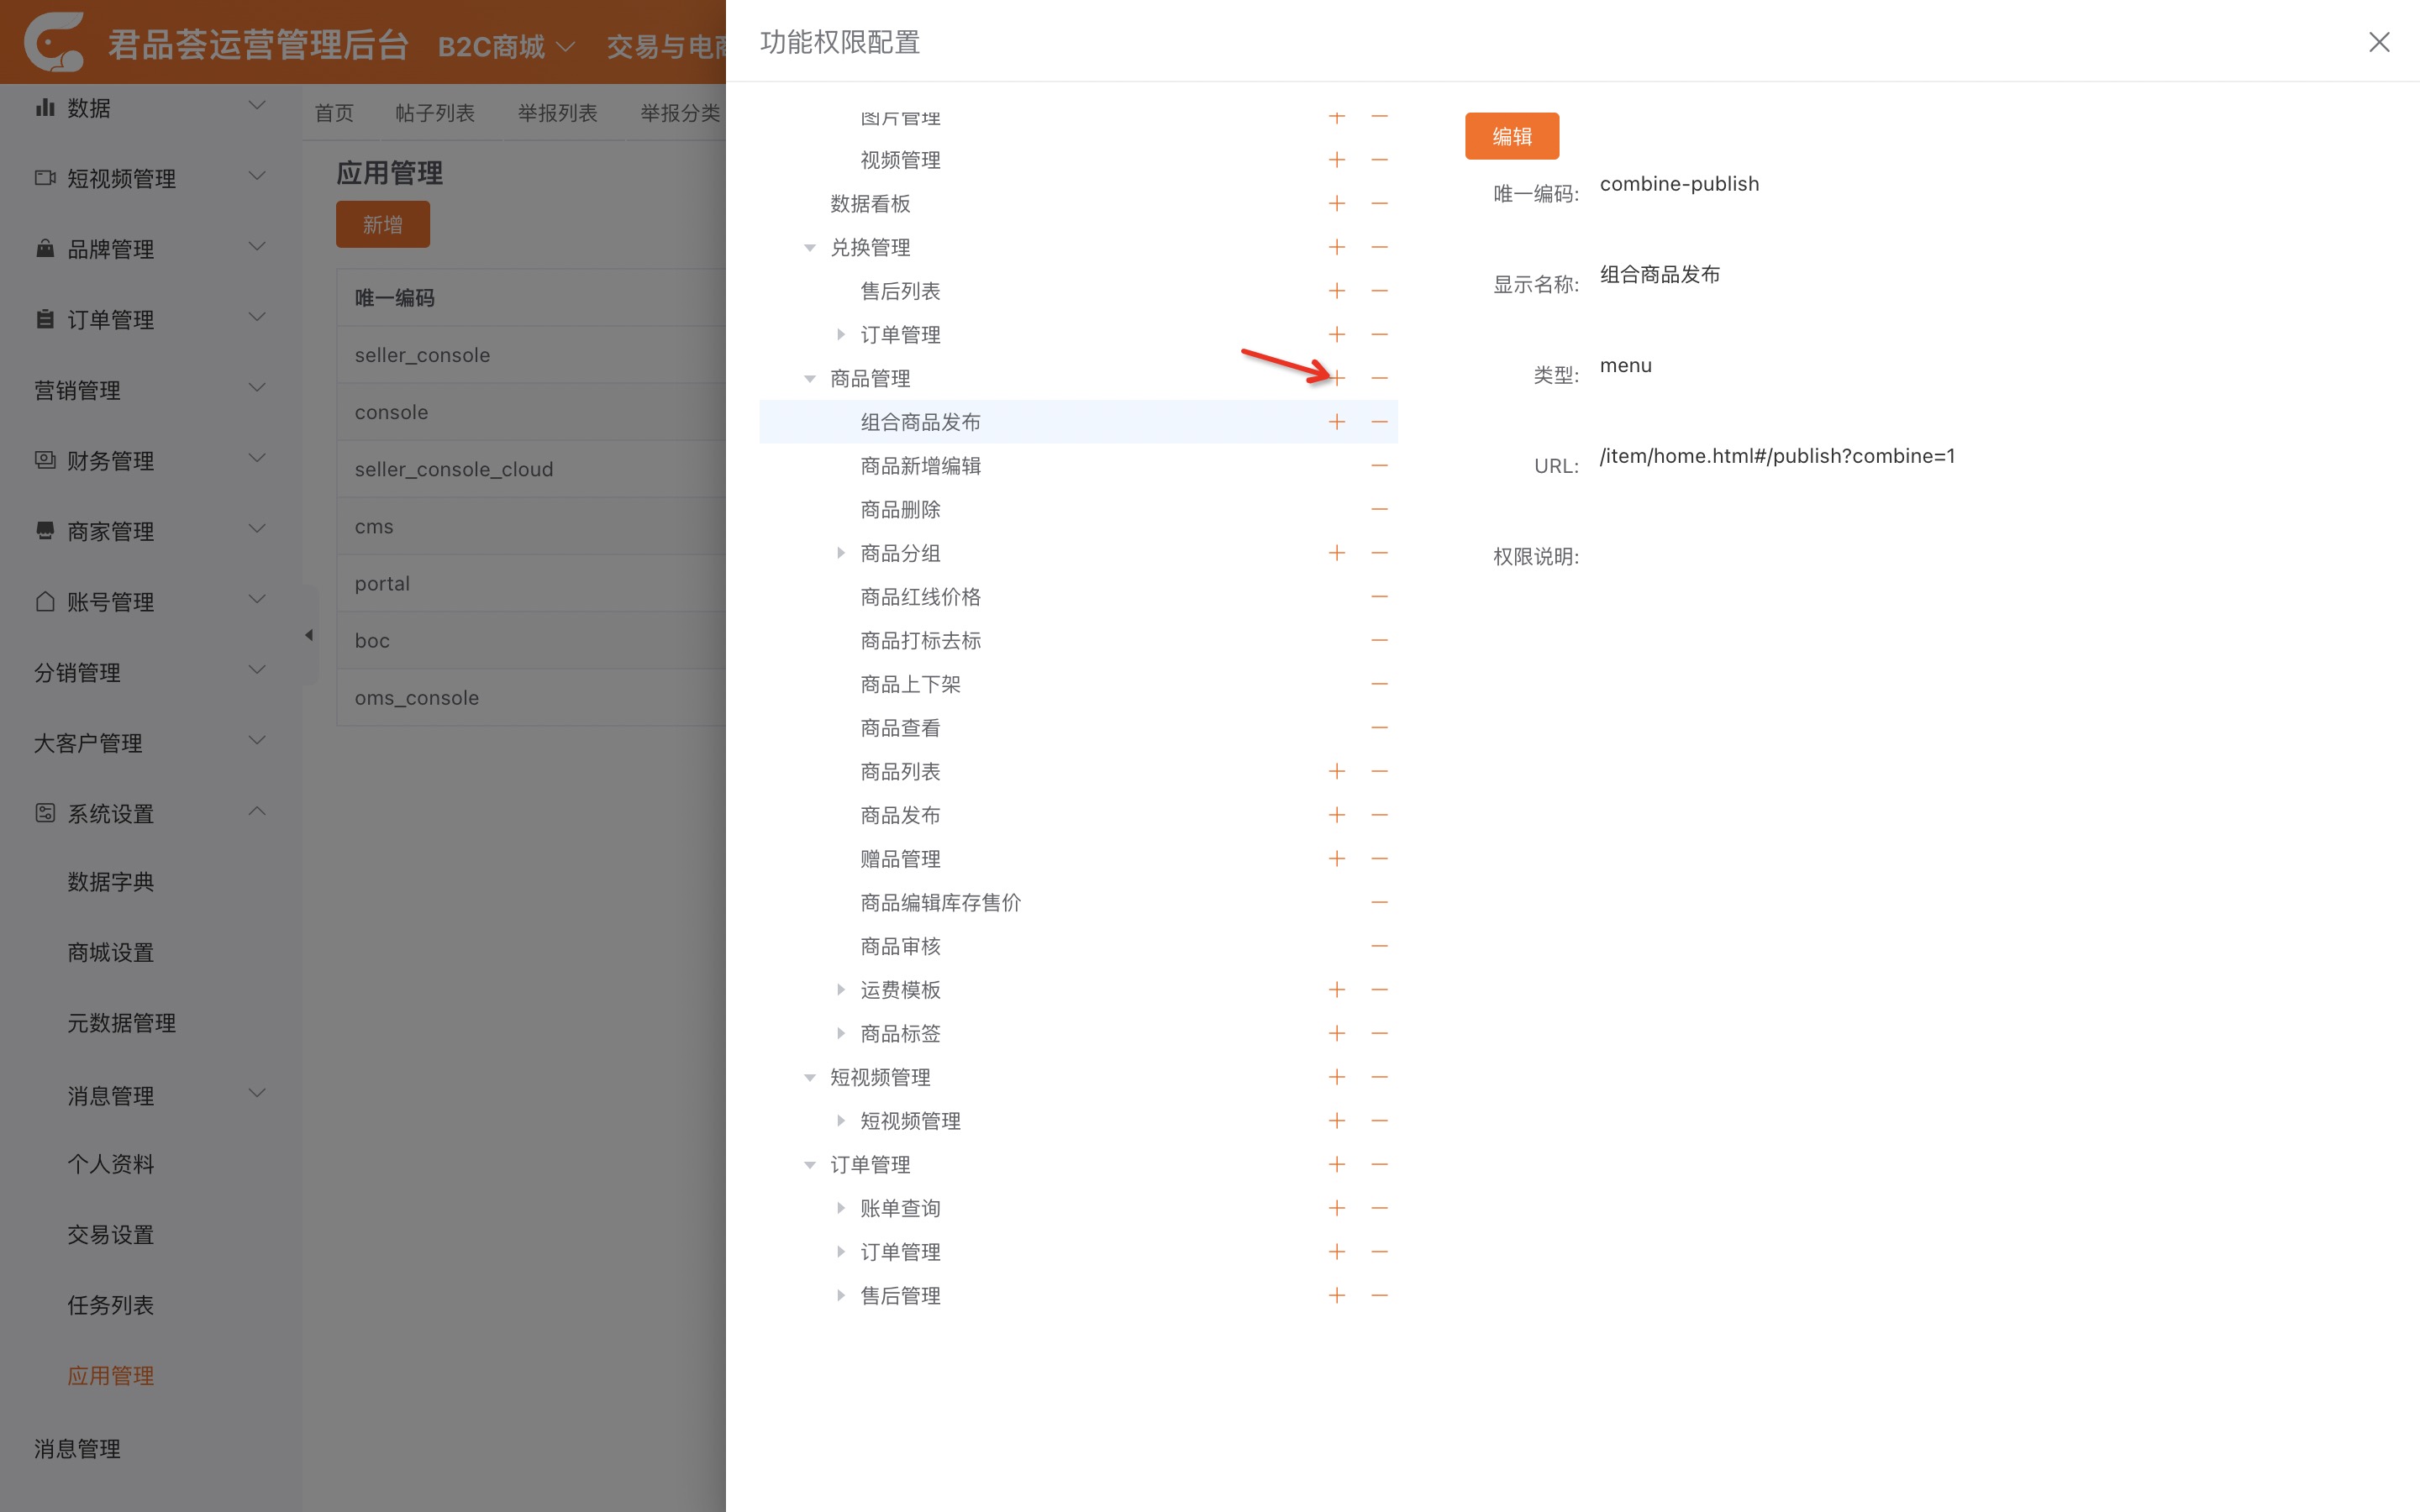 君品荟运营管理后台
B2C商城
交易与电商
数据
短视频管理
品牌管理
订单管理
营销管理
财务管理
商家管理
账号管理
分销管理
大客户管理
系统设置
数据字典
商城设置
元数据管理
消息管理
个人资料
交易设置
任务列表
应用管理
消息管理
首页
帖子列表
举报列表
举报分类
应用管理
新增
唯一编码
seller_console
console
seller_console_cloud
cms
portal
boc
oms_console
功能权限配置
图片管理
视频管理
数据看板
兑换管理
售后列表
订单管理
商品管理
组合商品发布
商品新增编辑
商品删除
商品分组
商品红线价格
商品打标去标
商品上下架
商品查看
商品列表
商品发布
赠品管理
商品编辑库存售价
商品审核
运费模板
商品标签
短视频管理
短视频管理
订单管理
账单查询
订单管理
售后管理
编辑
唯一编码: combine-publish
显示名称: 组合商品发布
类型: menu
URL: /item/home.html#/publish?combine=1
权限说明: